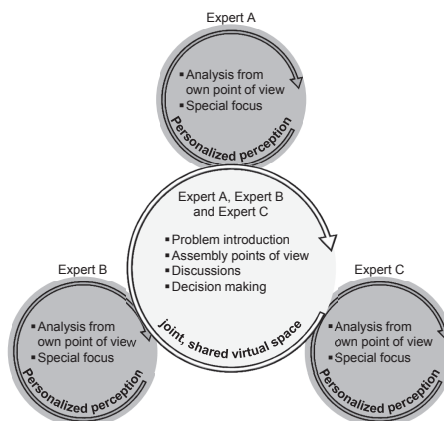 Expert A
▪ Analysis from
own point of view
▪ Special focus
Personalized perception
Expert A, Expert B
and Expert C
▪ Problem introduction
▪ Assembly points of view
▪ Discussions
▪ Decision making
joint, shared virtual space
Expert B
▪ Analysis from
own point of view
▪ Special focus
Personalized perception
Expert C
▪ Analysis from
own point of view
▪ Special focus
Personalized perception